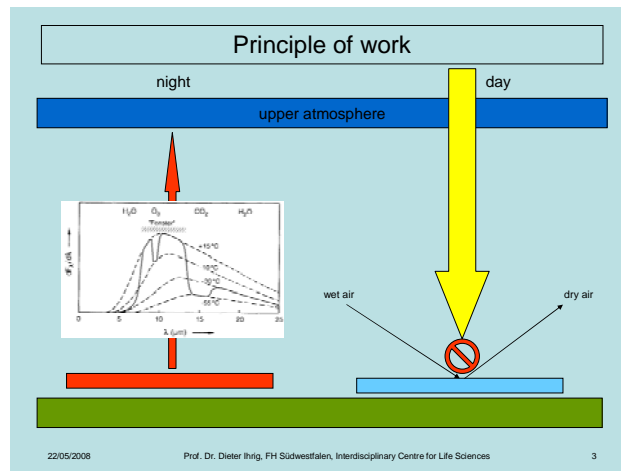 Principle of work
night
day
upper atmosphere
H₂O O₃ CO₂ H₂O
"Fenster"
+15°C
-10°C
-55°C
0 5 10 15 20 25
λ (μm)
wet air
dry air
22/05/2008 Prof. Dr. Dieter Ihrig, FH Südwestfalen, Interdisciplinary Centre for Life Sciences 3